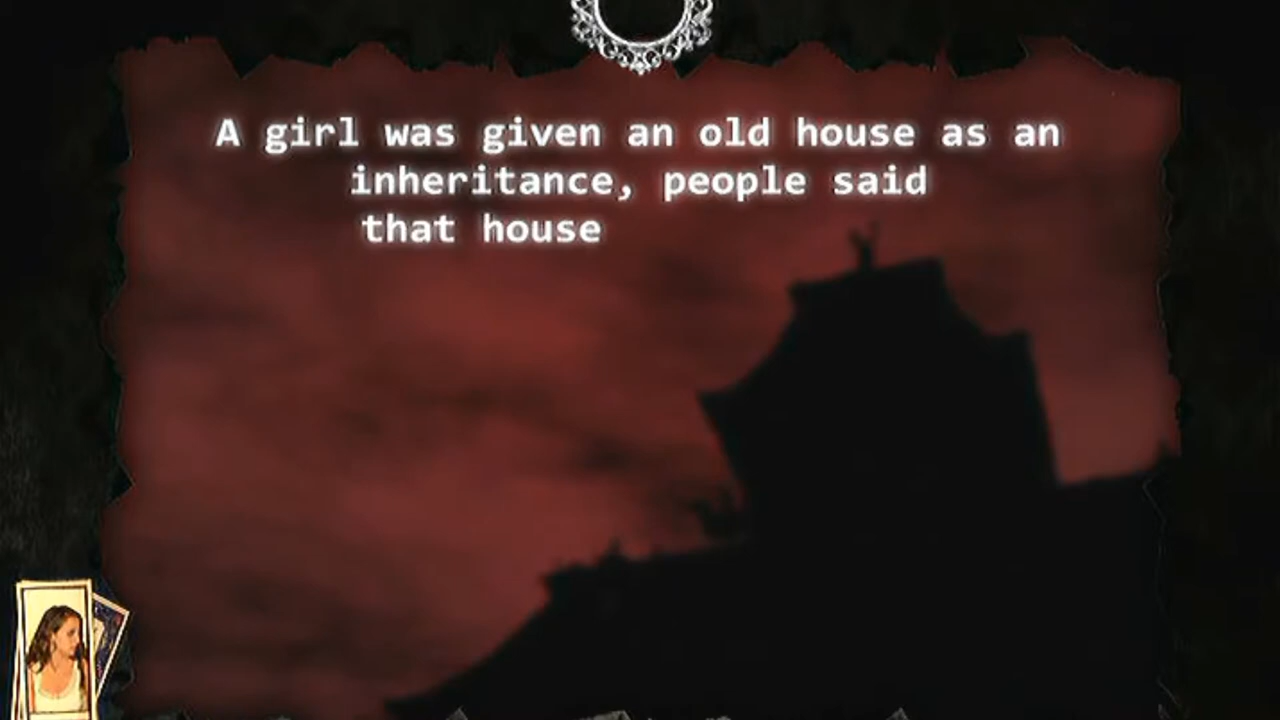 A girl was given an old house as an
inheritance, people said
that house